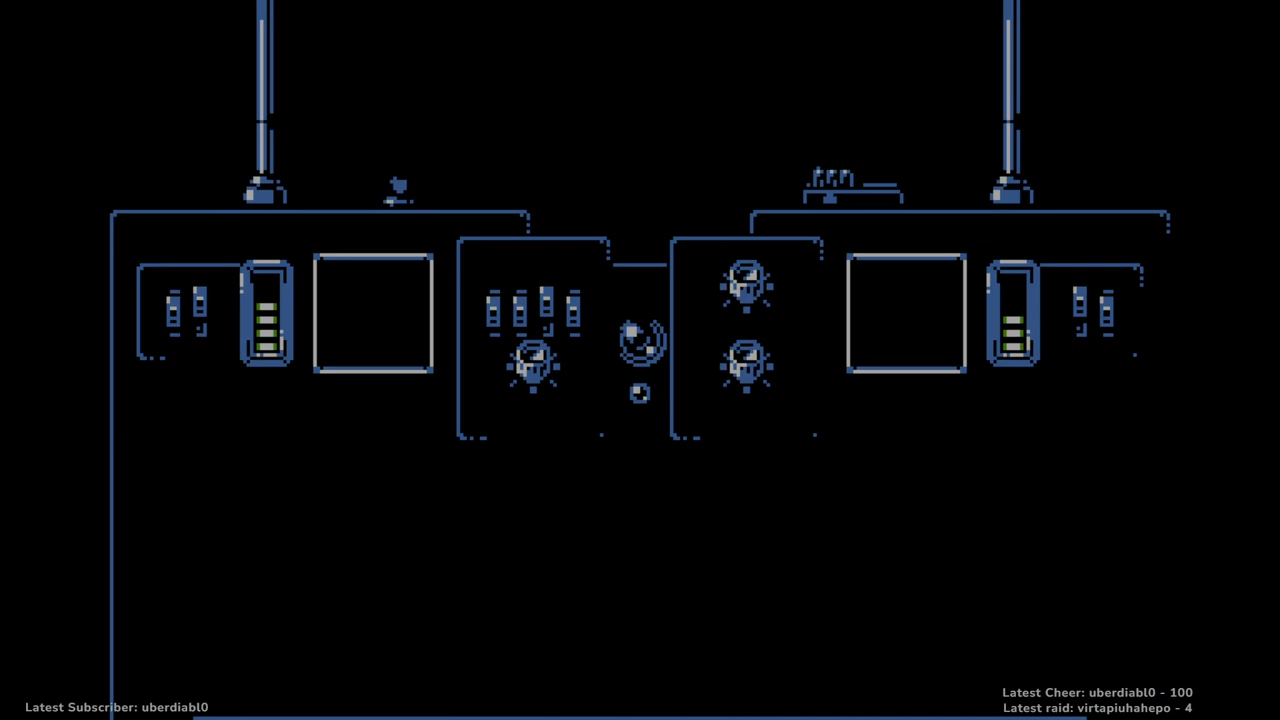 Latest Cheer: uberdiabl0 - 100
Latest Subscriber: uberdiabl0
Latest raid: virtapiuhahepo - 4